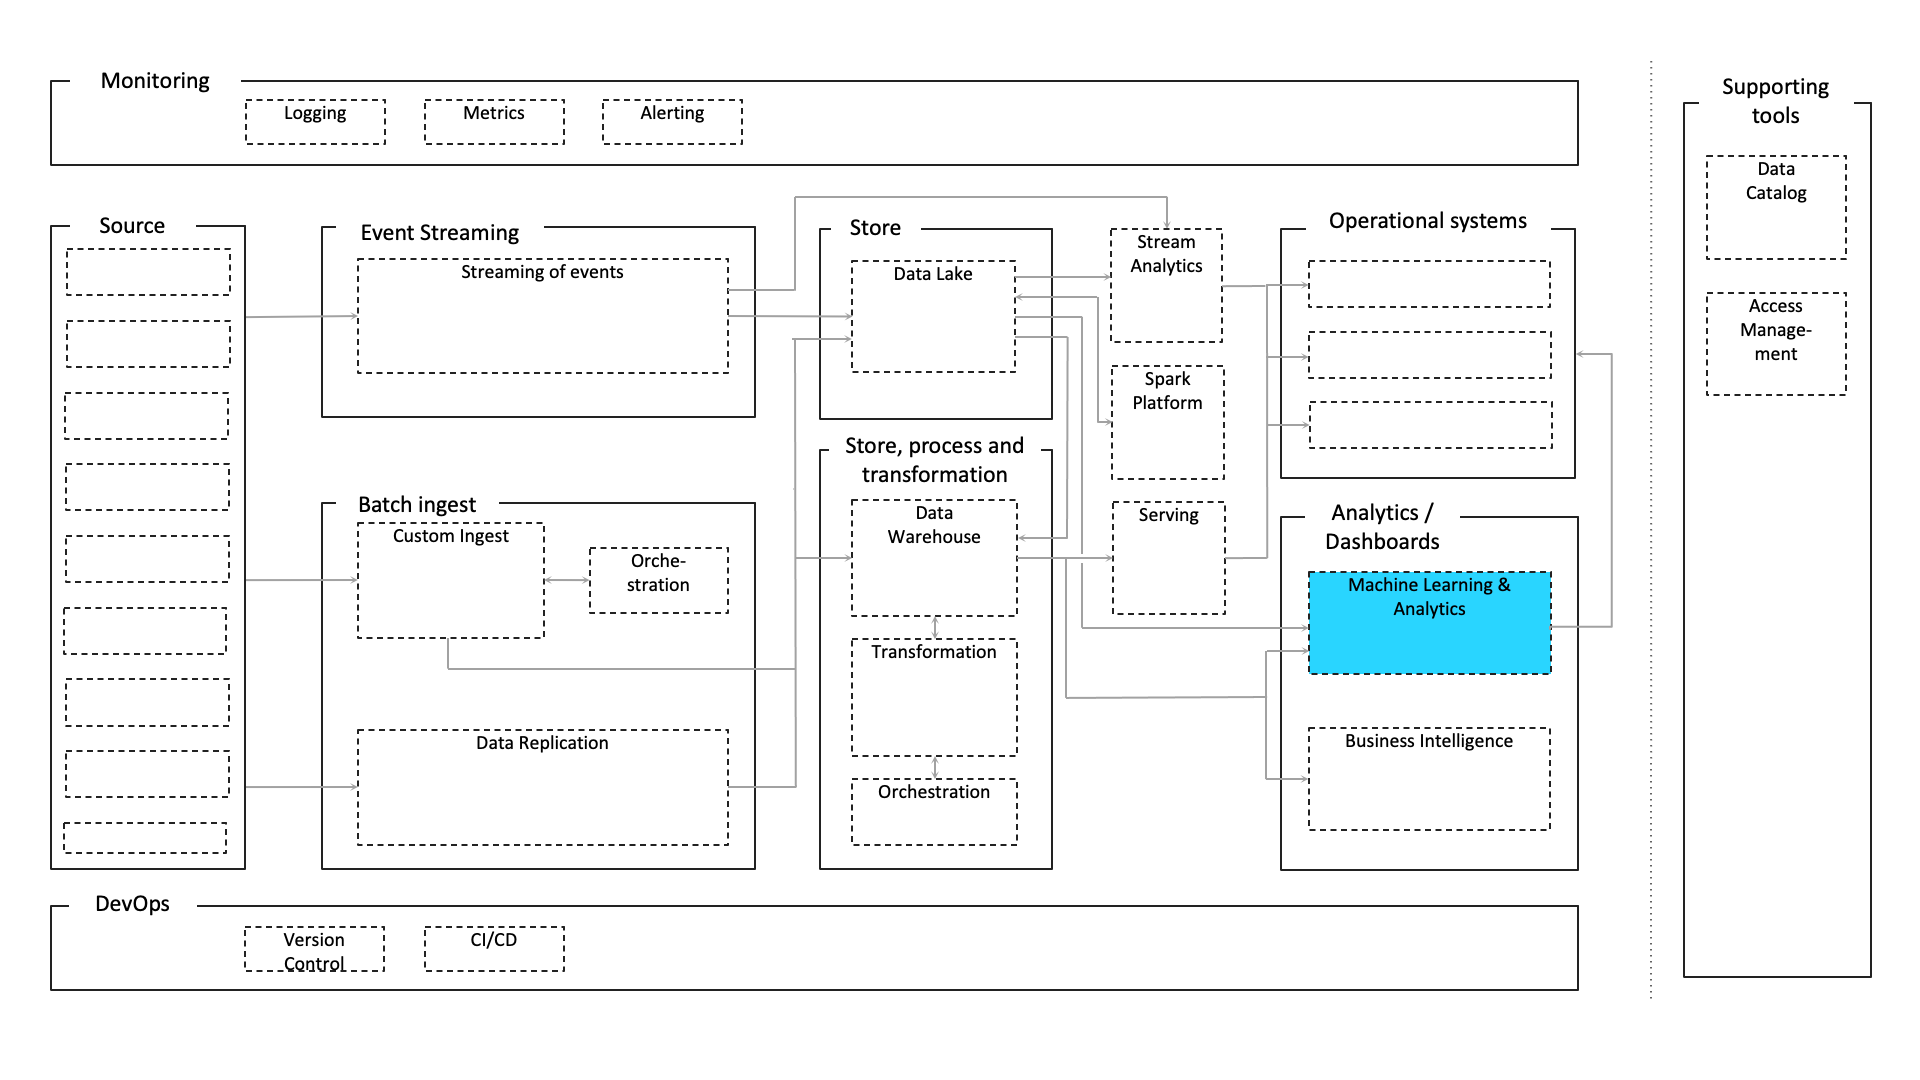 Monitoring
Logging
Metrics
Alerting
Supporting
tools
Data
Catalog
Access
Manage-
ment
Source
Event Streaming
Streaming of events
Batch ingest
Custom Ingest
Orche-
stration
Data Replication
Store
Data Lake
Store, process and
transformation
Data
Warehouse
Transformation
Orchestration
Stream
Analytics
Spark
Platform
Serving
Operational systems
Analytics /
Dashboards
Machine Learning &
Analytics
Business Intelligence
DevOps
Version
Control
CI/CD